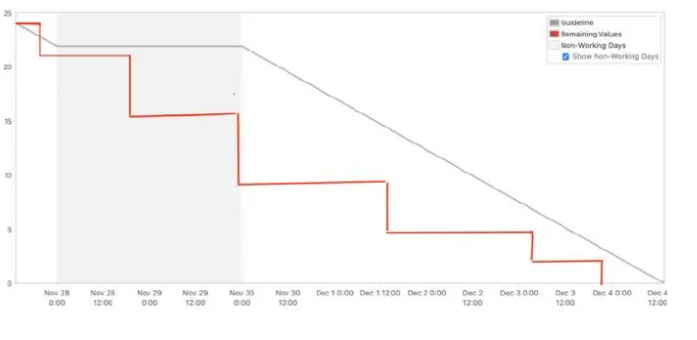 25
Guideline
Remaining Values
Non-Working Days
Show Non-Working Days
20
15
10
5
0
Nov 28 0:00
Nov 28 12:00
Nov 29 0:00
Nov 29 12:00
Nov 30 0:00
Nov 30 12:00
Dec 1 0:00
Dec 1 12:00
Dec 2 0:00
Dec 2 12:00
Dec 3 0:00
Dec 3 12:00
Dec 4 0:00
Dec 4 12:00